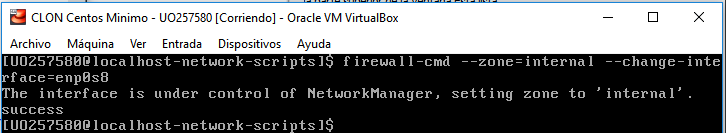 CLON Centos Minimo - UO257580 [Corriendo] - Oracle VM VirtualBox
Archivo Máquina Ver Entrada Dispositivos Ayuda
[UO257580@localhost-network-scripts]$ firewall-cmd --zone=internal --change-inte
rface=enp0s8
The interface is under control of NetworkManager, setting zone to 'internal'.
success
[UO257580@localhost-network-scripts]$